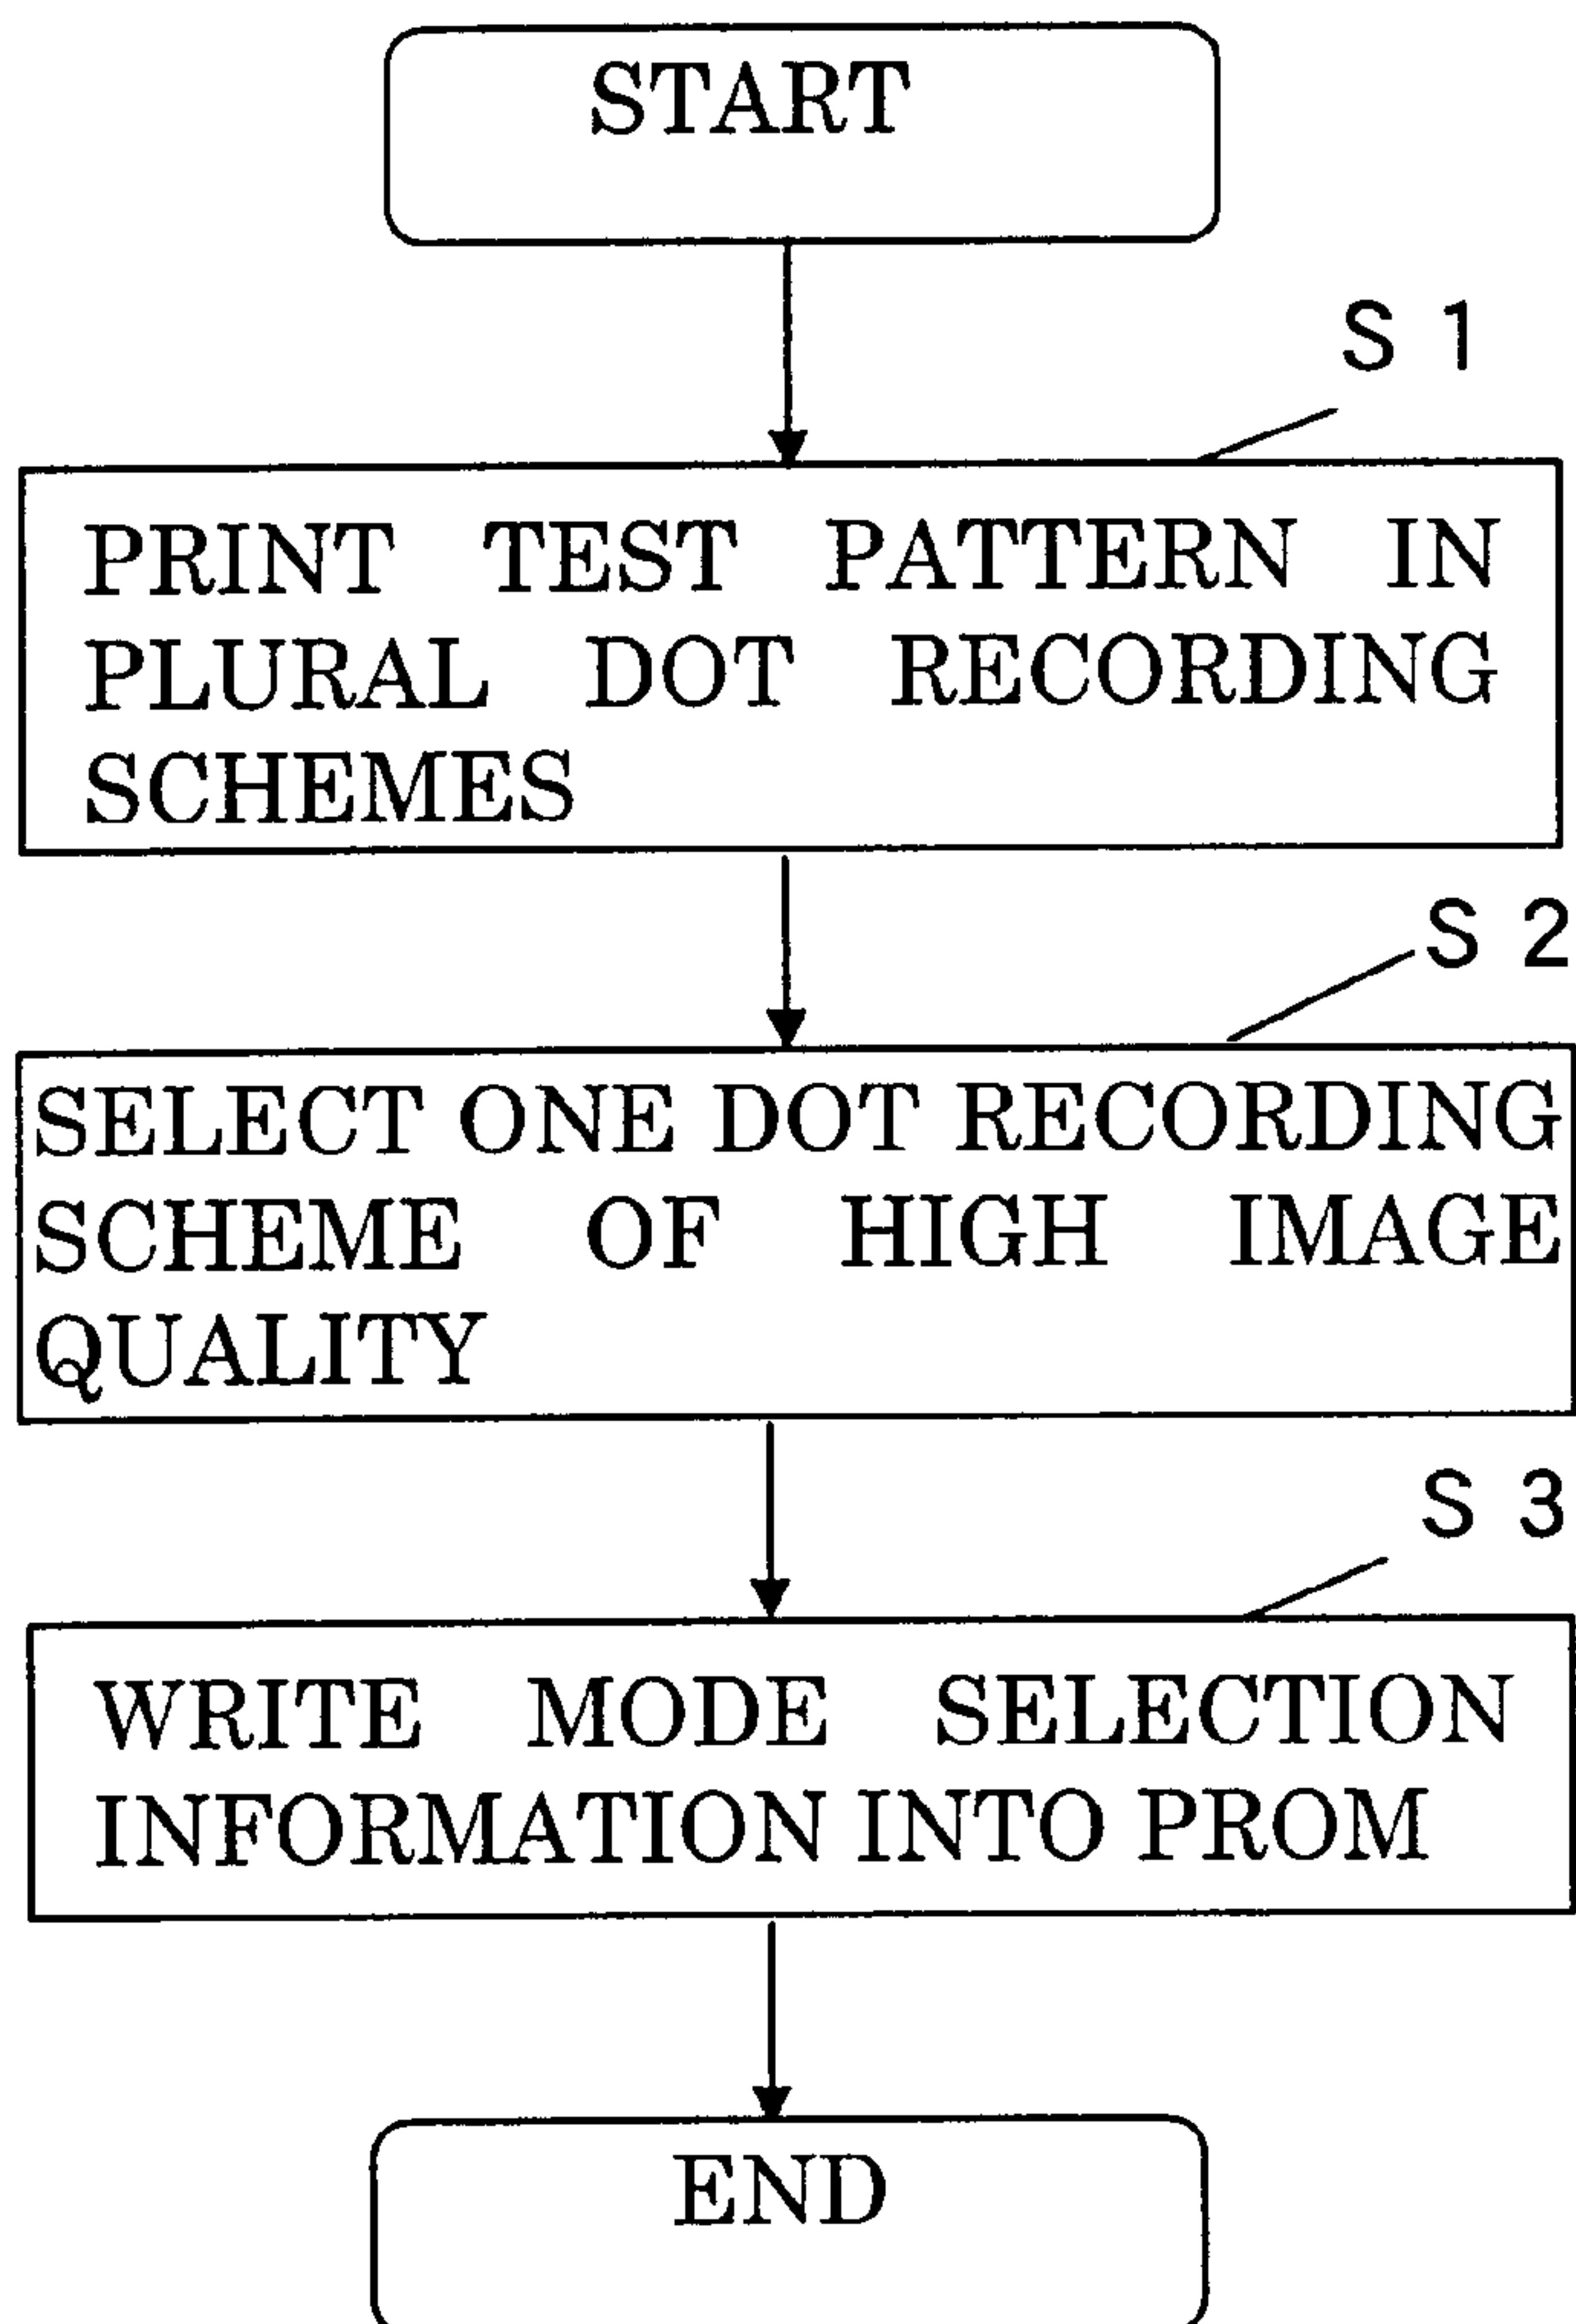 START
S 1
PRINT TEST PATTERN IN
PLURAL DOT RECORDING
SCHEMES
S 2
SELECT ONE DOT RECORDING
SCHEME OF HIGH IMAGE
QUALITY
S 3
WRITE MODE SELECTION
INFORMATION INTO PROM
END